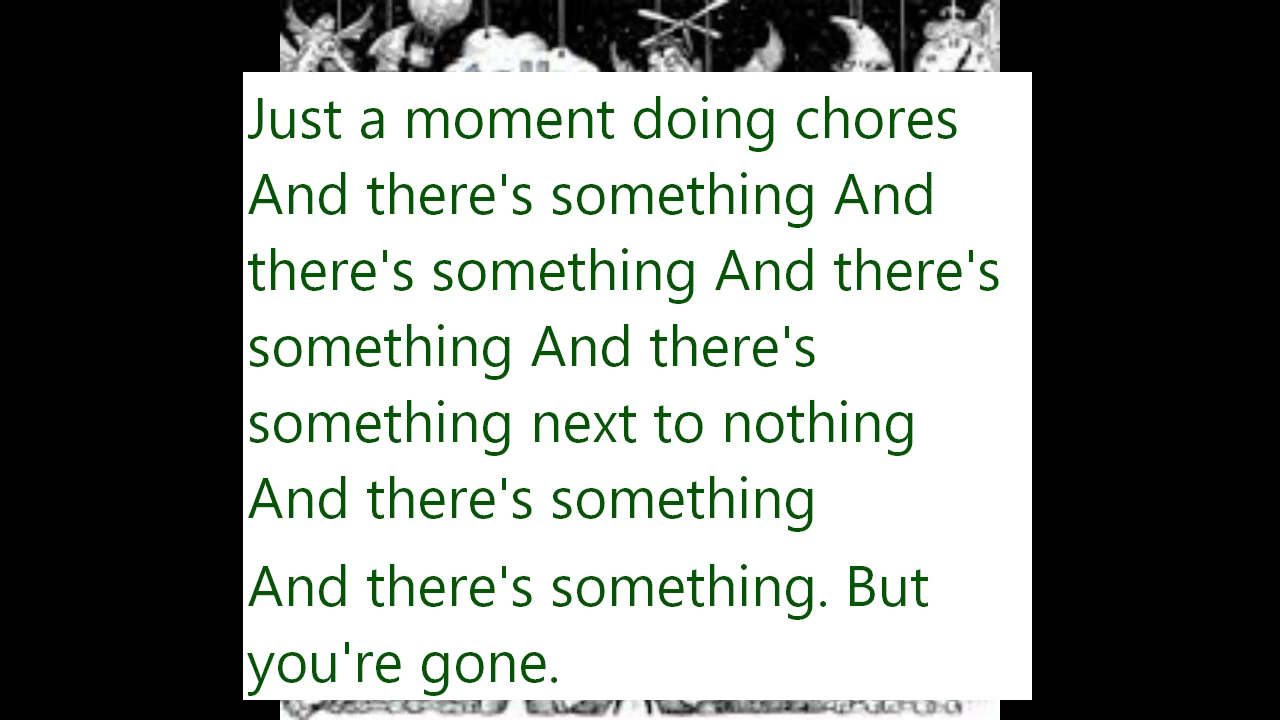 Just a moment doing chores
And there's something And
there's something And there's
something And there's
something next to nothing
And there's something
And there's something. But
you're gone.